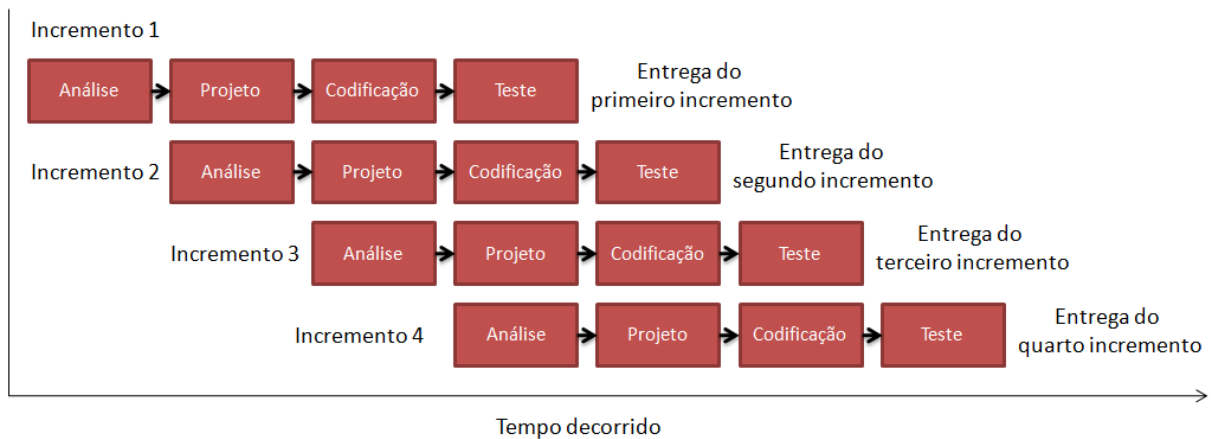 Incremento 1
Análise Projeto Codificação Teste
Entrega do
primeiro incremento
Incremento 2
Análise Projeto Codificação Teste
Entrega do
segundo incremento
Incremento 3
Análise Projeto Codificação Teste
Entrega do
terceiro incremento
Incremento 4
Análise Projeto Codificação Teste
Entrega do
quarto incremento
Tempo decorrido